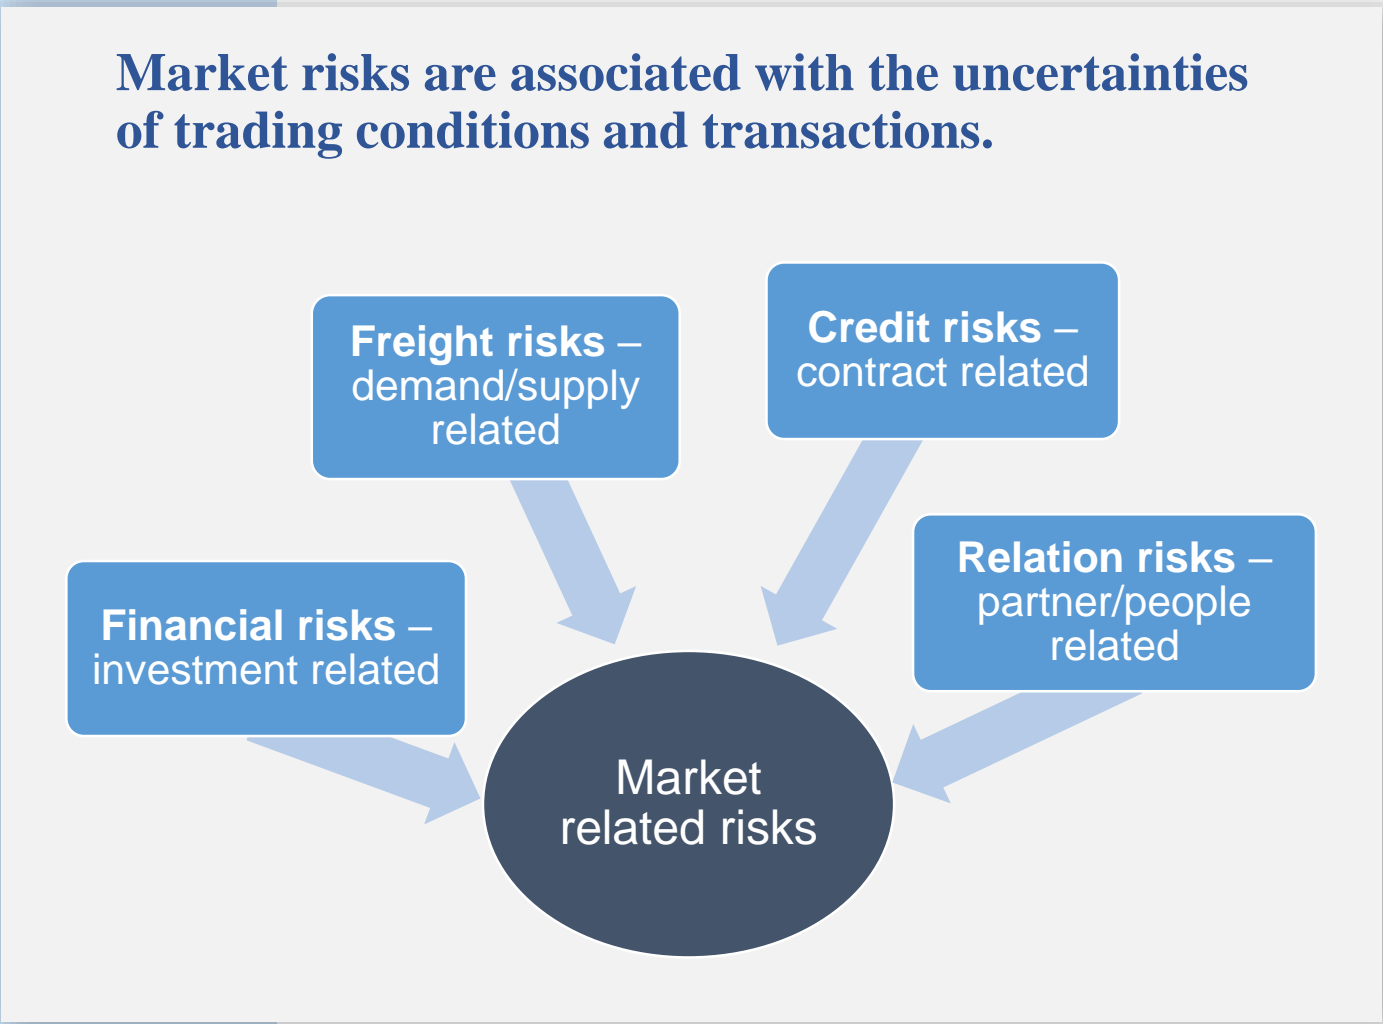 Market risks are associated with the uncertainties
of trading conditions and transactions.
Financial risks –
investment related
Freight risks –
demand/supply
related
Credit risks –
contract related
Relation risks –
partner/people
related
Market
related risks